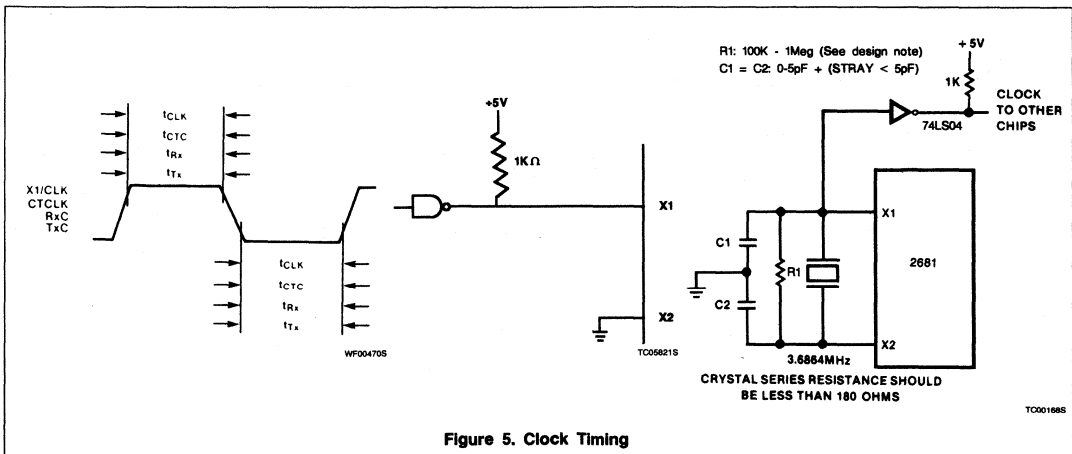 tCLK
tCTC
tRx
tTx
X1/CLK
CTCLK
RxC
TxC
tCLK
tCTC
tRx
tTx
WF00470S
+5V
1KΩ
X1
X2
TC05821S
R1: 100K - 1Meg (See design note)
C1 = C2: 0-5pF + (STRAY < 5pF)
+5V
1K
CLOCK
TO OTHER
CHIPS
74LS04
X1
C1
R1
2681
C2
X2
3.6864MHz
CRYSTAL SERIES RESISTANCE SHOULD
BE LESS THAN 180 OHMS
TC00168S
Figure 5. Clock Timing